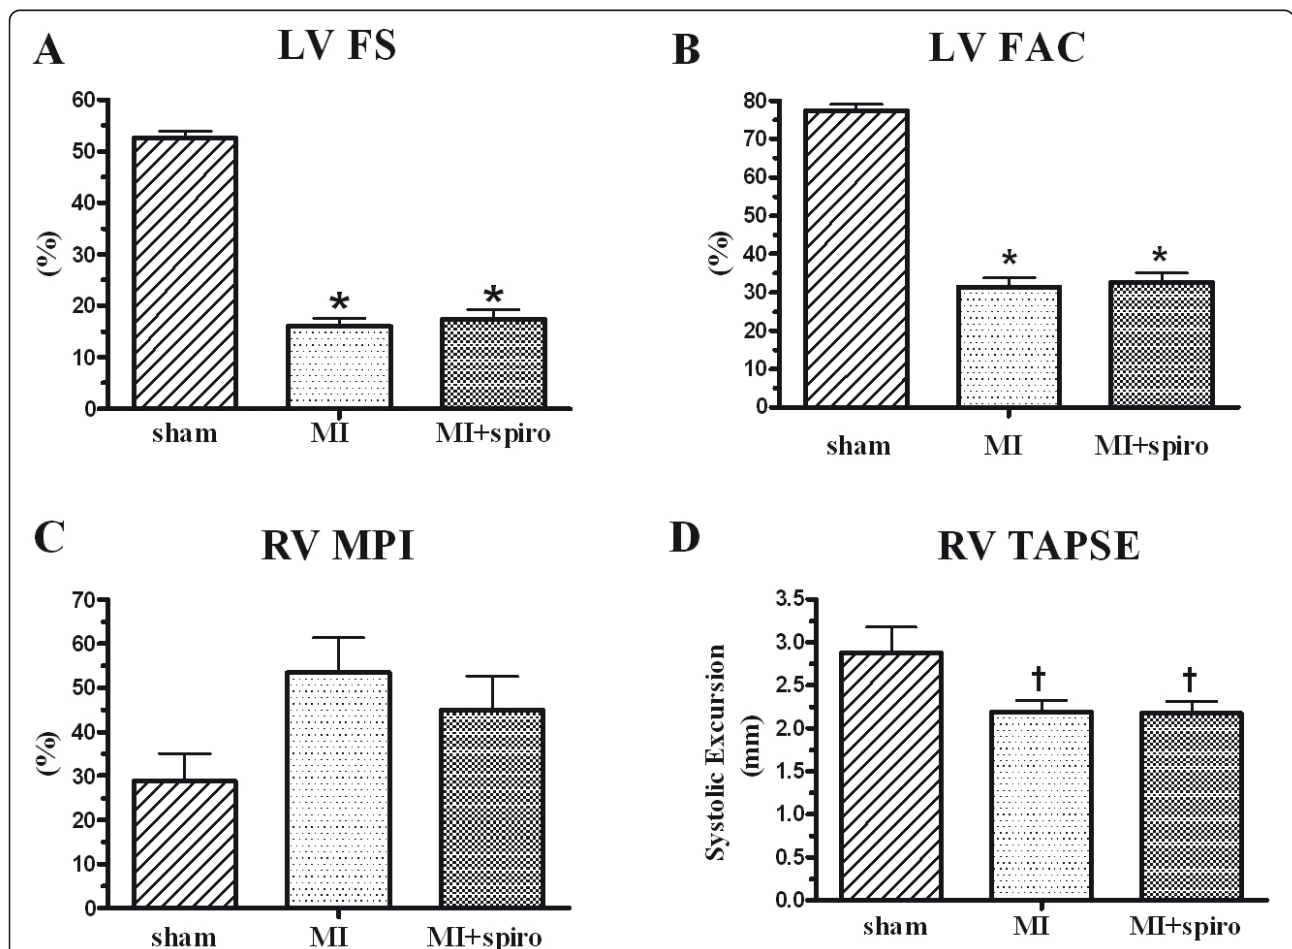 A
LV FS
60
50
40
30
20
10
0
(%)
*
*
sham
MI
MI+spiro
B
LV FAC
80
70
60
50
40
30
20
10
0
(%)
*
*
sham
MI
MI+spiro
C
RV MPI
70
60
50
40
30
20
10
0
(%)
sham
MI
MI+spiro
D
RV TAPSE
3.5
3.0
2.5
2.0
1.5
1.0
0.5
0.0
Systolic Excursion
(mm)
†
†
sham
MI
MI+spiro